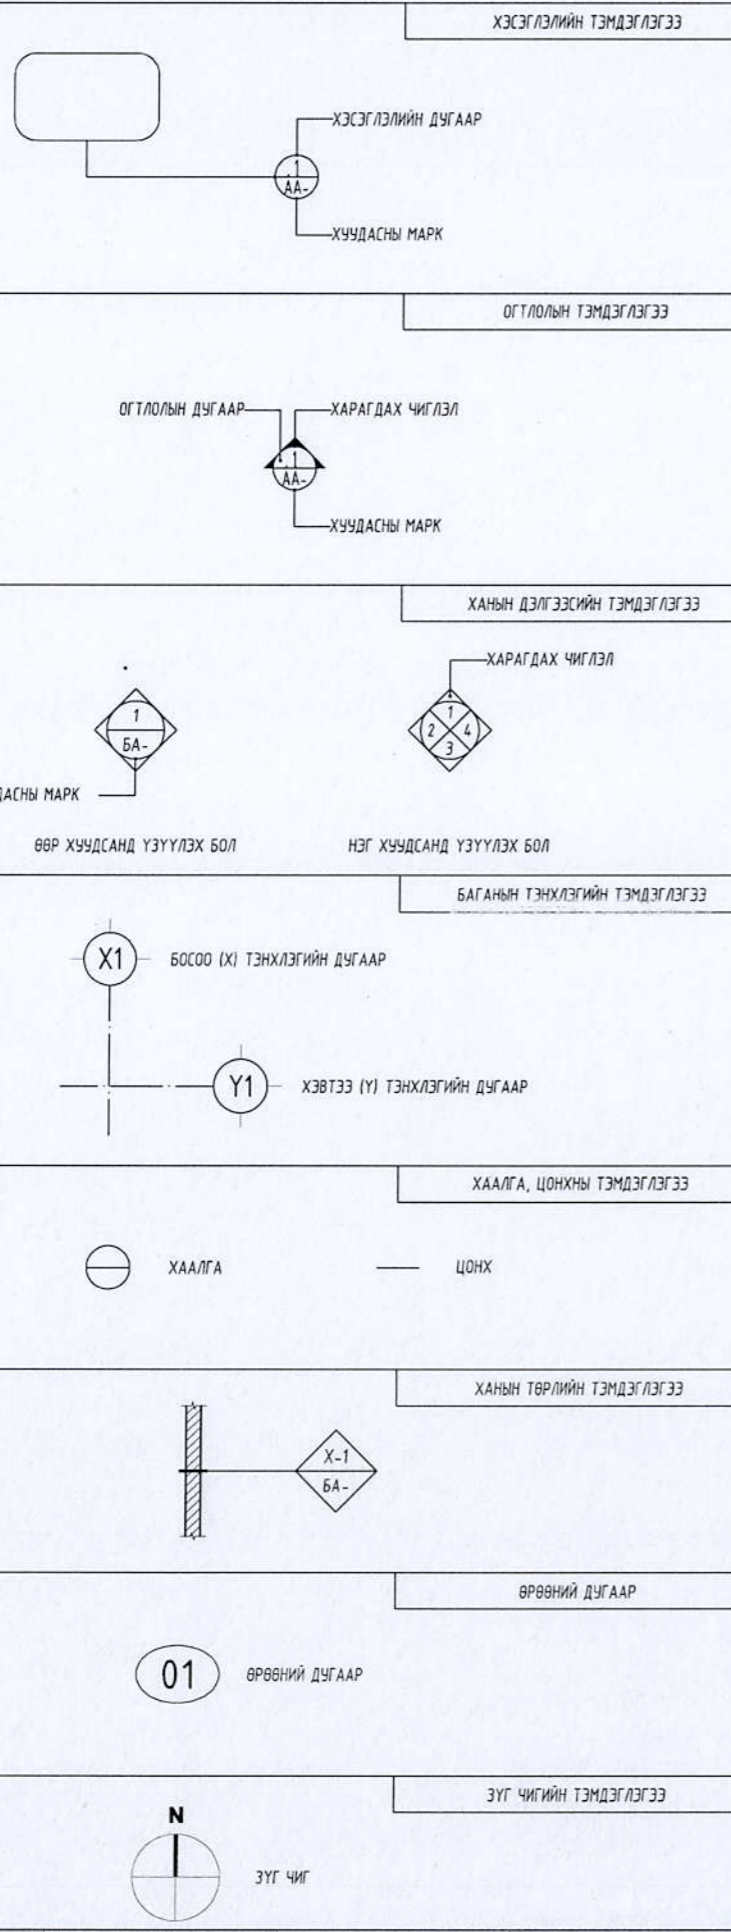 ХЭСЭГЛЭЛИЙН ТЭМДЭГЛЭГЭЭ
ХЭСЭГЛЭЛИЙН ДУГААР
1
АА-
ХУУДАСНЫ МАРК
ОГТЛОЛЫН ТЭМДЭГЛЭГЭЭ
ОГТЛОЛЫН ДУГААР
ХАРАГДАХ ЧИГЛЭЛ
1
АА-
ХУУДАСНЫ МАРК
ХАНЫН ДЭЛГЭЭСИЙН ТЭМДЭГЛЭГЭЭ
ХАРАГДАХ ЧИГЛЭЛ
1
БА-
1
2 4
3
ДАСНЫ МАРК
ӨӨР ХУУДСАНД ҮЗҮҮЛЭХ БОЛ
НЭГ ХУУДСАНД ҮЗҮҮЛЭХ БОЛ
БАГАНЫН ТЭНХЛЭГИЙН ТЭМДЭГЛЭГЭЭ
X1
БОСОО (X) ТЭНХЛЭГИЙН ДУГААР
Y1
ХЭВТЭЭ (Y) ТЭНХЛЭГИЙН ДУГААР
ХААЛГА, ЦОНХНЫ ТЭМДЭГЛЭГЭЭ
ХААЛГА
ЦОНХ
ХАНЫН ТӨРЛИЙН ТЭМДЭГЛЭГЭЭ
X-1
БА-
ӨРӨӨНИЙ ДУГААР
01
ӨРӨӨНИЙ ДУГААР
ЗҮГ ЧИГИЙН ТЭМДЭГЛЭГЭЭ
N
ЗҮГ ЧИГ